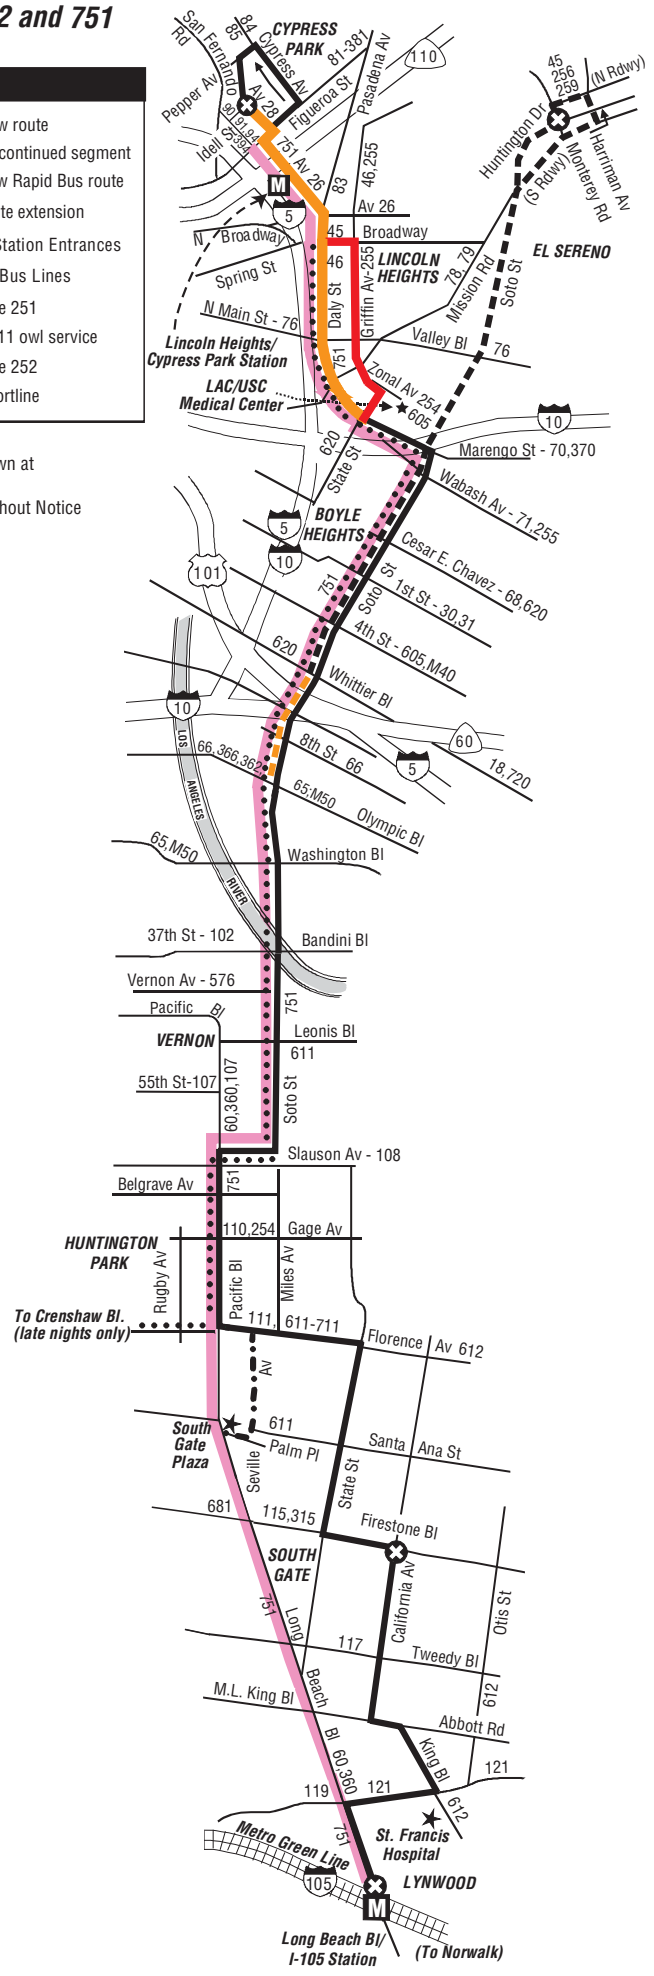 2 and 751
w route
continued segment
w Rapid Bus route
te extension
Station Entrances
Bus Lines
e 251
11 owl service
e 252
ortline
wn at
hout Notice
San Fernando
Rd
84
85
CYPRESS
PARK
Cypress Av
81-381
Pasadena Av
110
Pepper Av
Av 28
Figueroa St
90,91,94
S-394
Idell
751 Av 26
83
46,255
M
5
Av 26
45
256
259
(N Rdwy)
Huntington Dr
(S Rdwy)
Monterey Rd
Harriman Av
EL SERENO
N Broadway
45
Broadway
46
LINCOLN
HEIGHTS
Griffin Av-255
Daly St
78,79
Mission Rd
Soto St
Spring St
N Main St - 76
Valley Bl
76
Lincoln Heights/
Cypress Park Station
751
Zonal Av 254
LAC/USC
Medical Center
605
10
620
State St
Marengo St - 70,370
Wabash Av - 71,255
BOYLE
HEIGHTS
5
10
101
Cesar E. Chavez - 68,620
751
Soto St
1st St - 30,31
4th St - 605,M40
620
Whittier Bl
10
60
LOS
ANGELES
RIVER
66,366,362
8th St 66
5
18,720
65,M50
Olympic Bl
65,M50
Washington Bl
37th St - 102
Bandini Bl
Vernon Av - 576
751
Pacific Bl
VERNON
Leonis Bl
611
55th St-107
60,360,107
Soto St
Slauson Av - 108
751
Belgrave Av
110,254
Gage Av
HUNTINGTON
PARK
Rugby Av
Pacific Bl
Miles Av
To Crenshaw Bl.
(late nights only)
111,
611-711
Florence Av 612
Av
Seville
611
South
Gate
Plaza
Palm Pl
Santa Ana St
State St
681
115,315
Firestone Bl
SOUTH
GATE
California Av
Otis St
751
Long
Beach
Bl
117
Tweedy Bl
612
M.L. King Bl
Abbott Rd
King Bl
60,360
119
121
121
612
751
St. Francis
Hospital
Metro Green Line
105
LYNWOOD
M
Long Beach Bl/
I-105 Station
(To Norwalk)